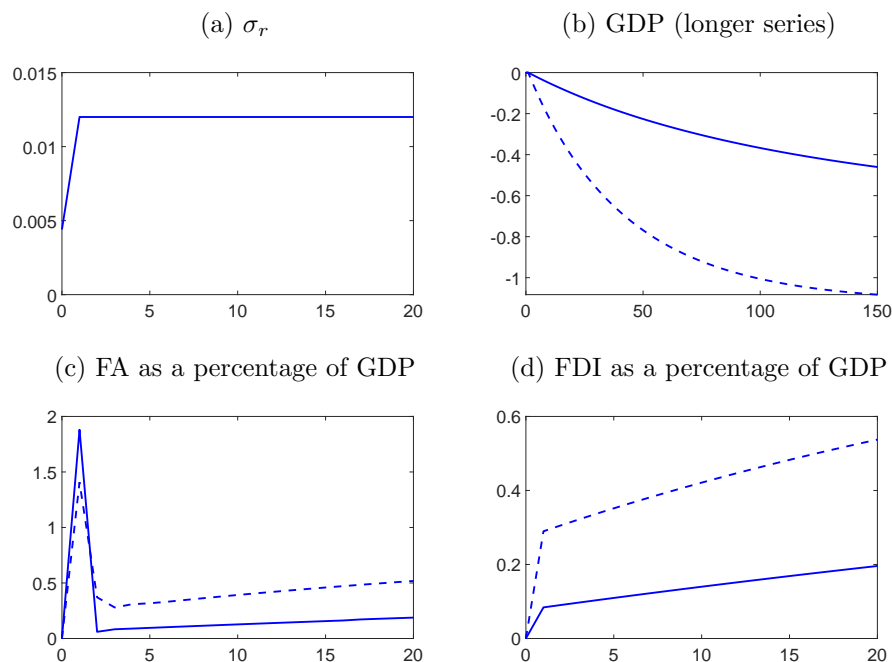 (a) σr
(b) GDP (longer series)
0.015
0.01
0.005
0
0 5 10 15 20
0
-0.2
-0.4
-0.6
-0.8
-1
0 50 100 150
(c) FA as a percentage of GDP
(d) FDI as a percentage of GDP
2
1.5
1
0.5
0
0 5 10 15 20
0.6
0.4
0.2
0
0 5 10 15 20